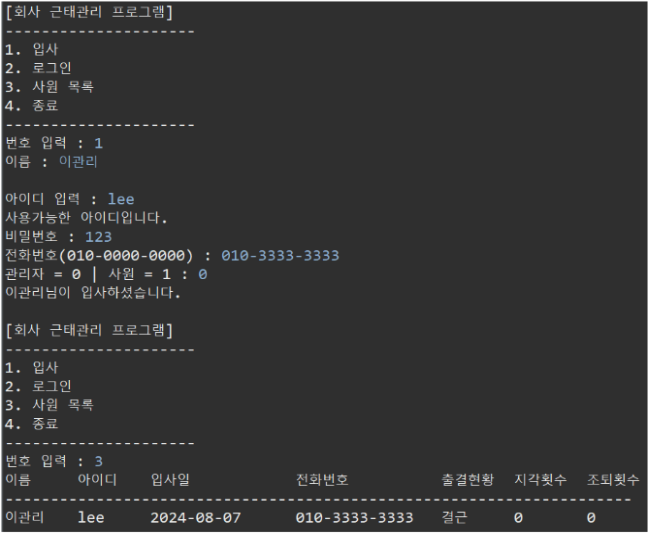 [회사 근태관리 프로그램]
----------------------
1. 입사
2. 로그인
3. 사원 목록
4. 종료
----------------------
번호 입력 : 1
이름 : 이관리
아이디 입력 : lee
사용가능한 아이디입니다.
비밀번호 : 123
전화번호(010-0000-0000) : 010-3333-3333
관리자 = 0 | 사원 = 1 : 0
이관리님이 입사하셨습니다.
[회사 근태관리 프로그램]
----------------------
1. 입사
2. 로그인
3. 사원 목록
4. 종료
----------------------
번호 입력 : 3
이름 아이디 입사일 전화번호 출결현황 지각횟수 조퇴횟수
------------------------------------------------------------------------
이관리 lee 2024-08-07 010-3333-3333 결근 0 0